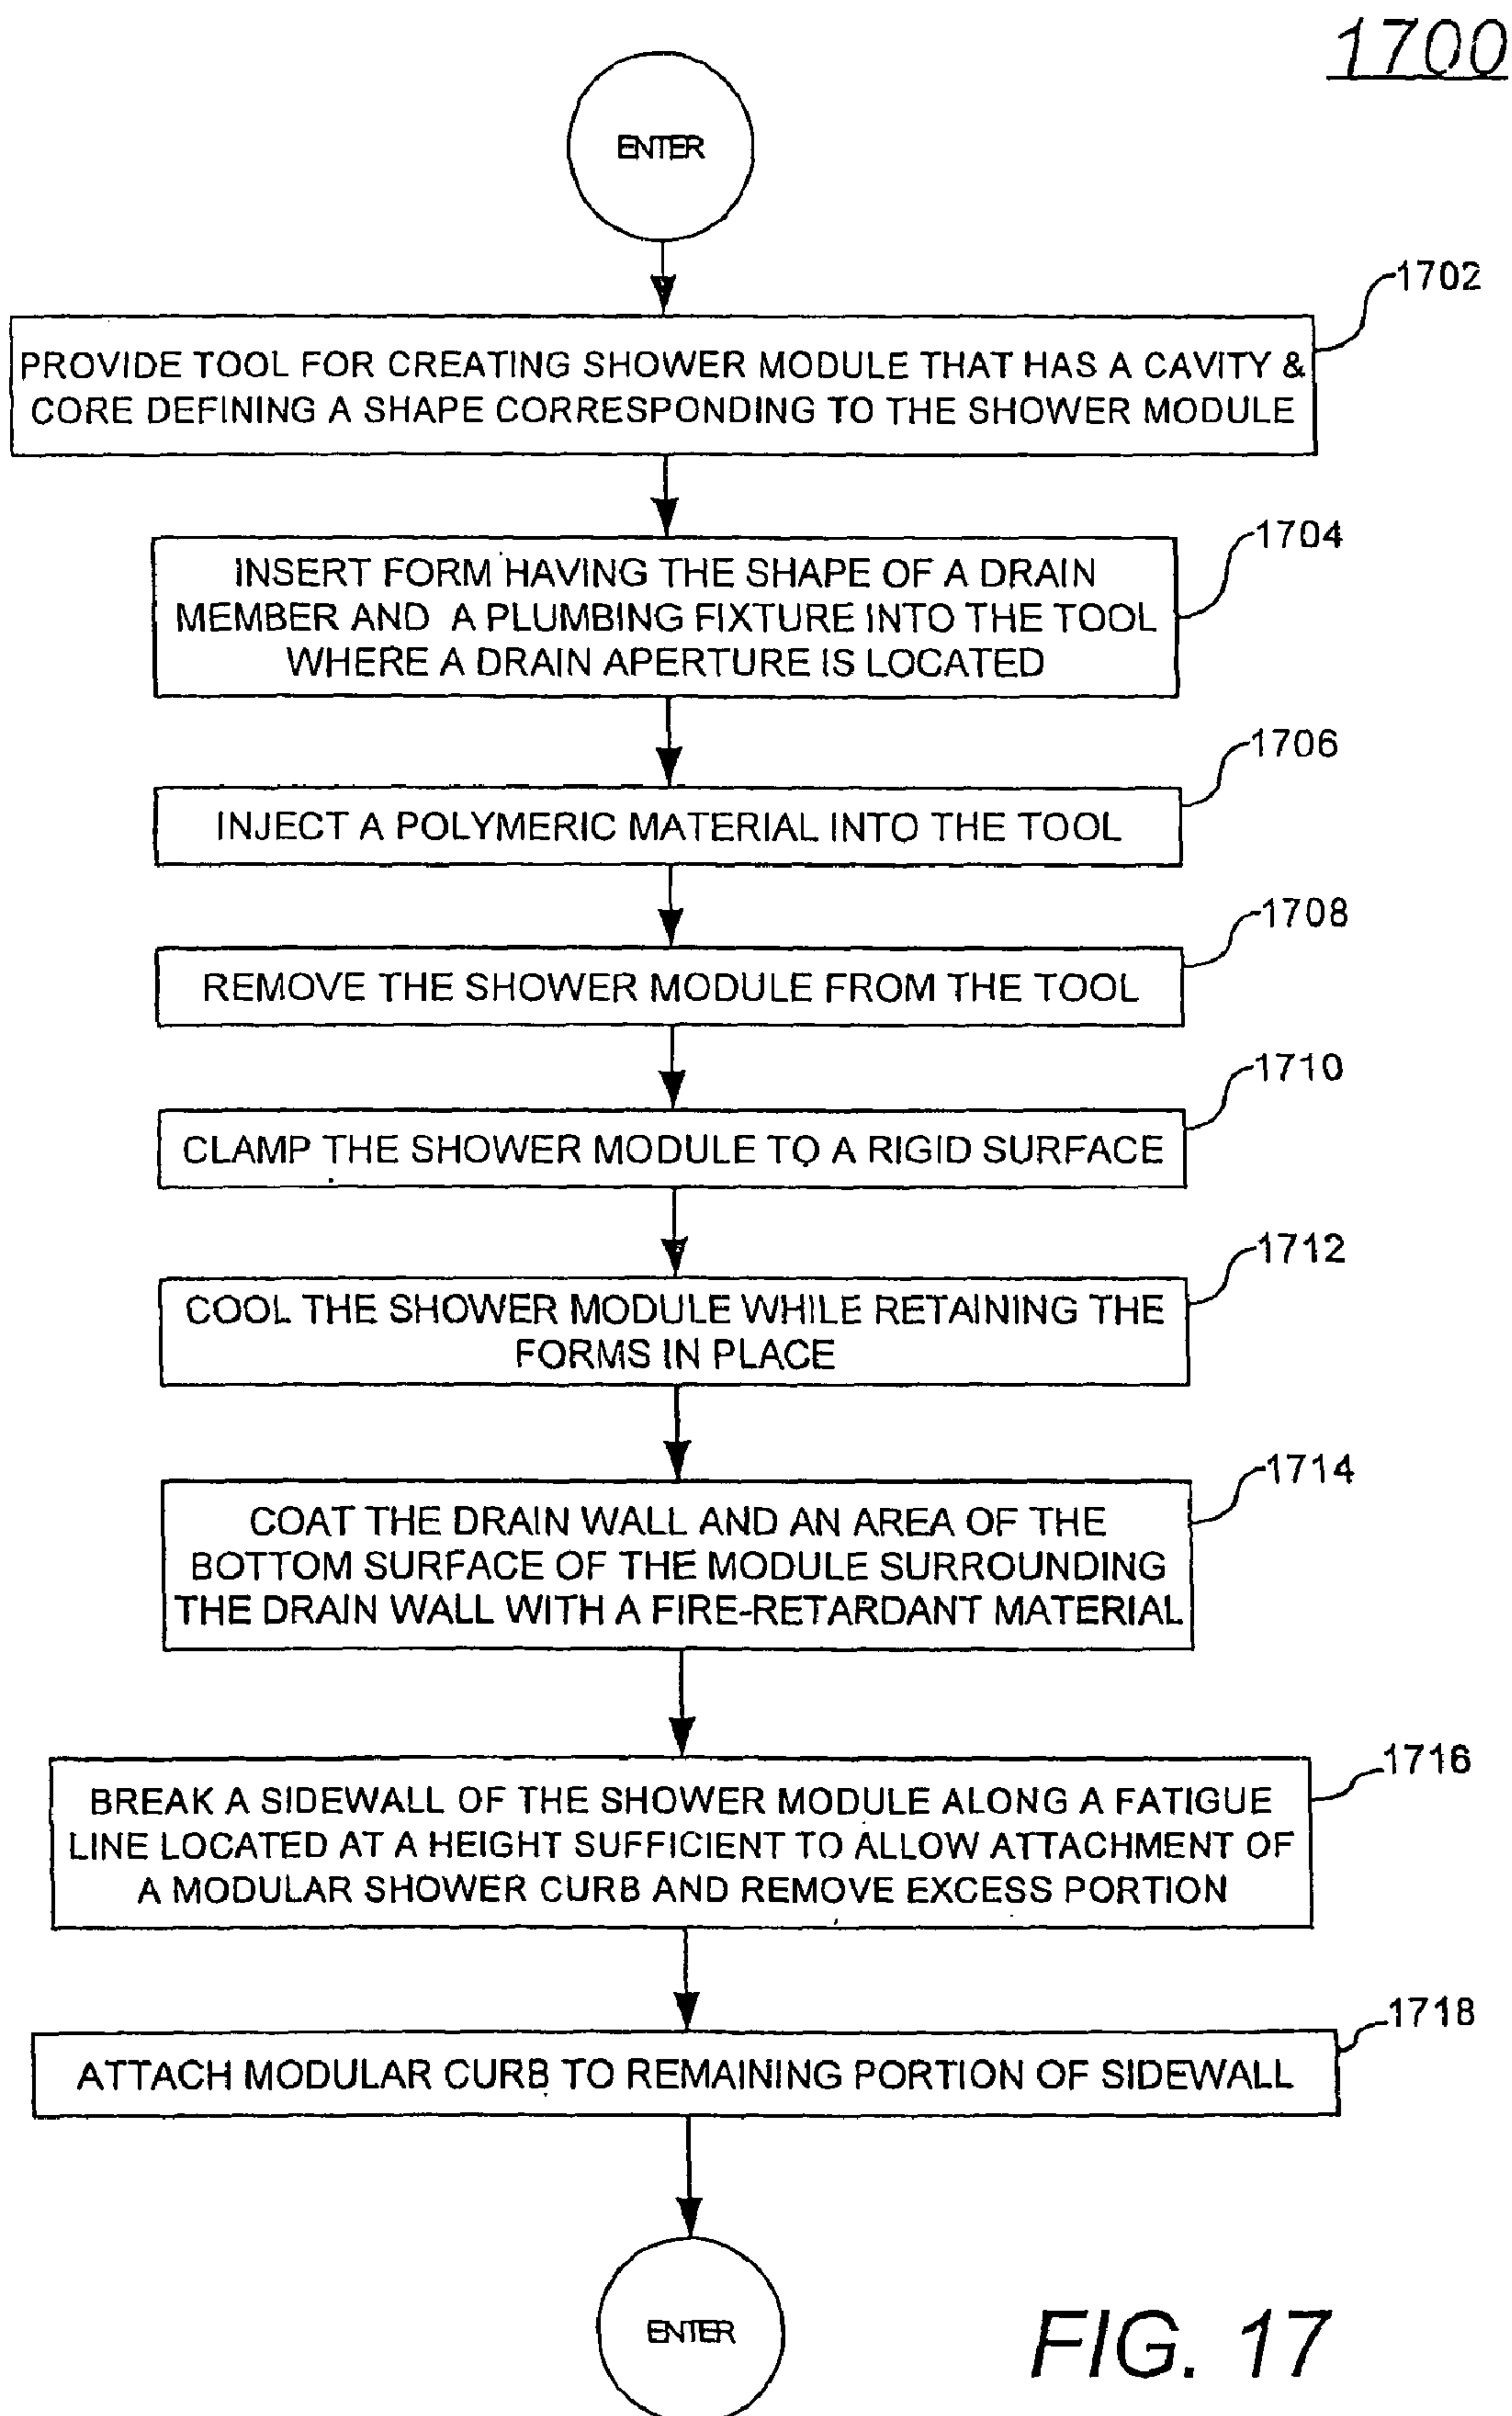 1700
ENTER
1702
PROVIDE TOOL FOR CREATING SHOWER MODULE THAT HAS A CAVITY &
CORE DEFINING A SHAPE CORRESPONDING TO THE SHOWER MODULE
1704
INSERT FORM HAVING THE SHAPE OF A DRAIN
MEMBER AND A PLUMBING FIXTURE INTO THE TOOL
WHERE A DRAIN APERTURE IS LOCATED
1706
INJECT A POLYMERIC MATERIAL INTO THE TOOL
1708
REMOVE THE SHOWER MODULE FROM THE TOOL
1710
CLAMP THE SHOWER MODULE TO A RIGID SURFACE
1712
COOL THE SHOWER MODULE WHILE RETAINING THE
FORMS IN PLACE
1714
COAT THE DRAIN WALL AND AN AREA OF THE
BOTTOM SURFACE OF THE MODULE SURROUNDING
THE DRAIN WALL WITH A FIRE-RETARDANT MATERIAL
1716
BREAK A SIDEWALL OF THE SHOWER MODULE ALONG A FATIGUE
LINE LOCATED AT A HEIGHT SUFFICIENT TO ALLOW ATTACHMENT OF
A MODULAR SHOWER CURB AND REMOVE EXCESS PORTION
1718
ATTACH MODULAR CURB TO REMAINING PORTION OF SIDEWALL
ENTER
FIG. 17